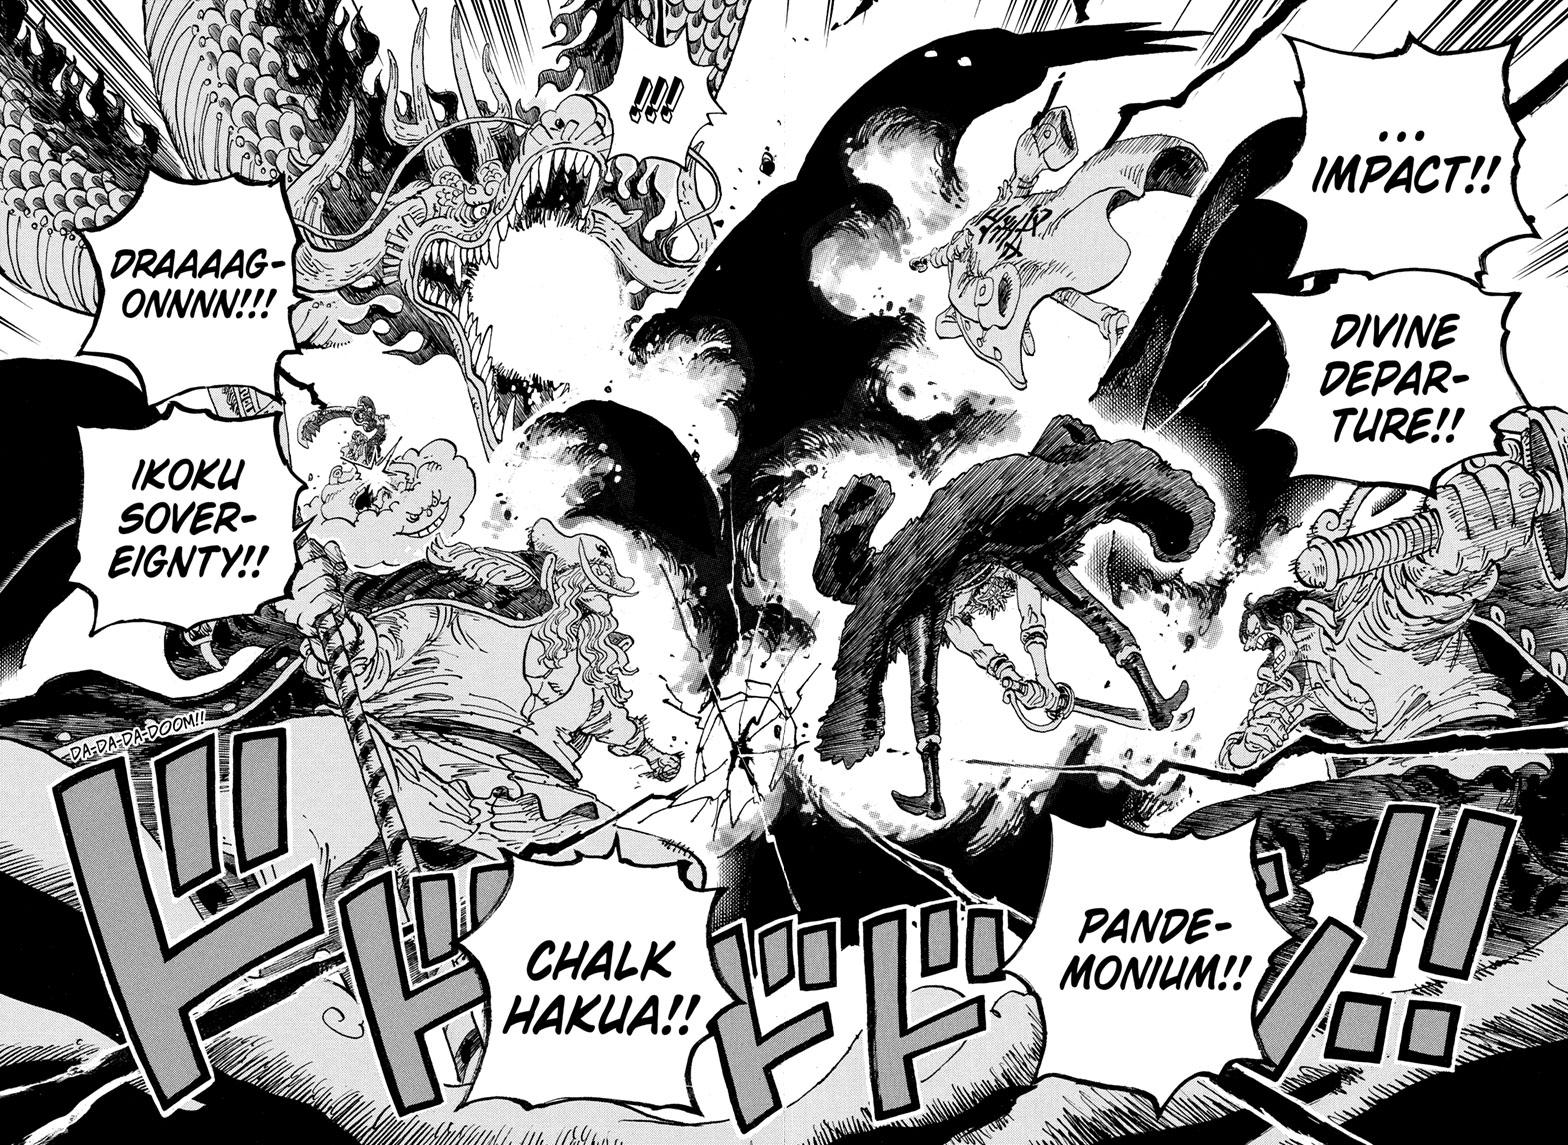 ...
IMPACT!!
DIVINE
DEPAR-
TURE!!
!!!
DRAAAAG-
ONNNN!!!
IKOKU
SOVER-
EIGNTY!!
PANDE-
MONIUM!!
CHALK
HAKUA!!
DA-DA-DA-DOOM!!
ドドドドン!!